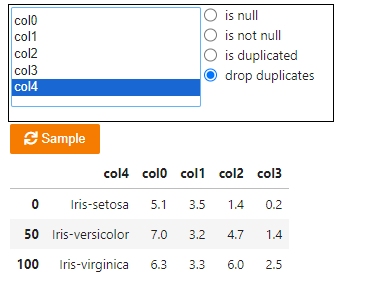 col0
col1
col2
col3
col4
is null
is not null
is duplicated
drop duplicates
Sample
col4 col0 col1 col2 col3
0 Iris-setosa 5.1 3.5 1.4 0.2
50 Iris-versicolor 7.0 3.2 4.7 1.4
100 Iris-virginica 6.3 3.3 6.0 2.5